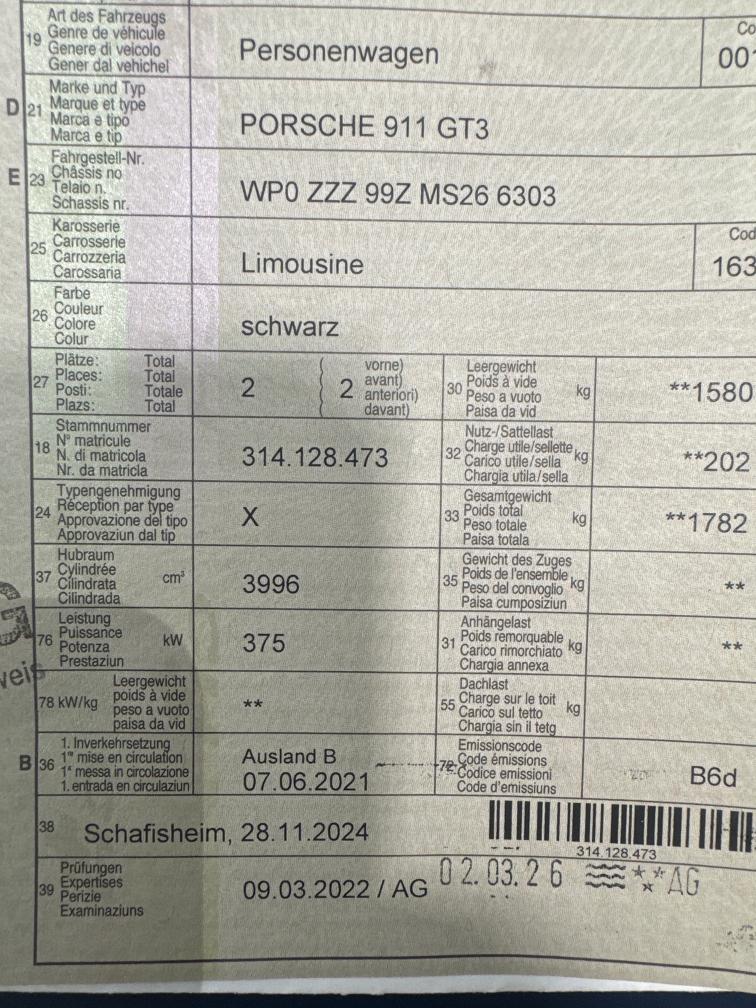 19 Art des Fahrzeugs
Genre de véhicule
Genere di veicolo
Gener dal vehichel
Personenwagen
D 21 Marke und Typ
Marque et type
Marca e tipo
Marca e tip
PORSCHE 911 GT3
E 23 Fahrgestell-Nr.
Châssis no
Telaio n.
Schassis nr.
WP0 ZZZ 99Z MS26 6303
25 Karosserie
Carrosserie
Carrozzeria
Carossaria
Limousine
163
26 Farbe
Couleur
Colore
Colur
schwarz
27 Plätze: Total
Places: Total
Posti: Totale
Plazs: Total
2 2 vorne)
avant)
anteriori)
davant)
30 Leergewicht
Poids à vide
Peso a vuoto
Paisa da vid
kg **1580
18 Stammnummer
N° matricule
N. di matricola
Nr. da matricla
314.128.473
32 Nutz-/Sattellast
Charge utile/sellette
Carico utile/sella
Chargia utila/sella
kg **202
24 Typengenehmigung
Réception par type
Approvazione del tipo
Approvaziun dal tip
X
33 Gesamtgewicht
Poids total
Peso totale
Paisa totala
kg **1782
37 Hubraum
Cylindrée
Cilindrata
Cilindrada
cm³ 3996
35 Gewicht des Zuges
Poids de l'ensemble
Peso del convoglio
Paisa cumposiziun
kg **
76 Leistung
Puissance
Potenza
Prestaziun
kW 375
31 Anhängelast
Poids remorquable
Carico rimorchiato
Chargia annexa
kg **
78 kW/kg Leergewicht
poids à vide
peso a vuoto
paisa da vid
**
55 Dachlast
Charge sur le toit
Carico sul tetto
Chargia sin il tetg
kg
B 36 1. Inverkehrsetzung
1re mise en circulation
1a messa in circolazione
1. entrada en circulaziun
Ausland B
07.06.2021
72 Emissionscode
Code émissions
Codice emissioni
Code d'emissiuns
B6d
38 Schafisheim, 28.11.2024
314.128.473
39 Prüfungen
Expertises
Perizie
Examinaziuns
09.03.2022 / AG
02.03.26 AG